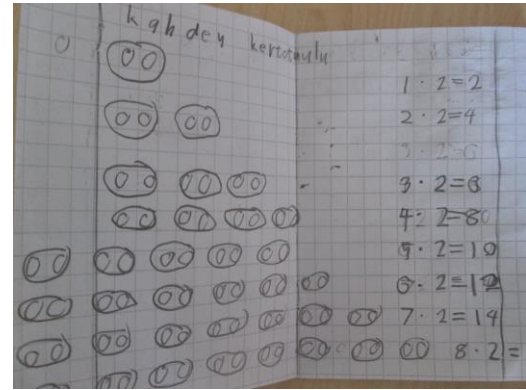 kahden kertotaulu
1 · 2 = 2
2 · 2 = 4
3 · 2 = 6
3 · 2 = 6
4 · 2 = 8
5 · 2 = 10
6 · 2 = 12
7 · 2 = 14
8 · 2 =